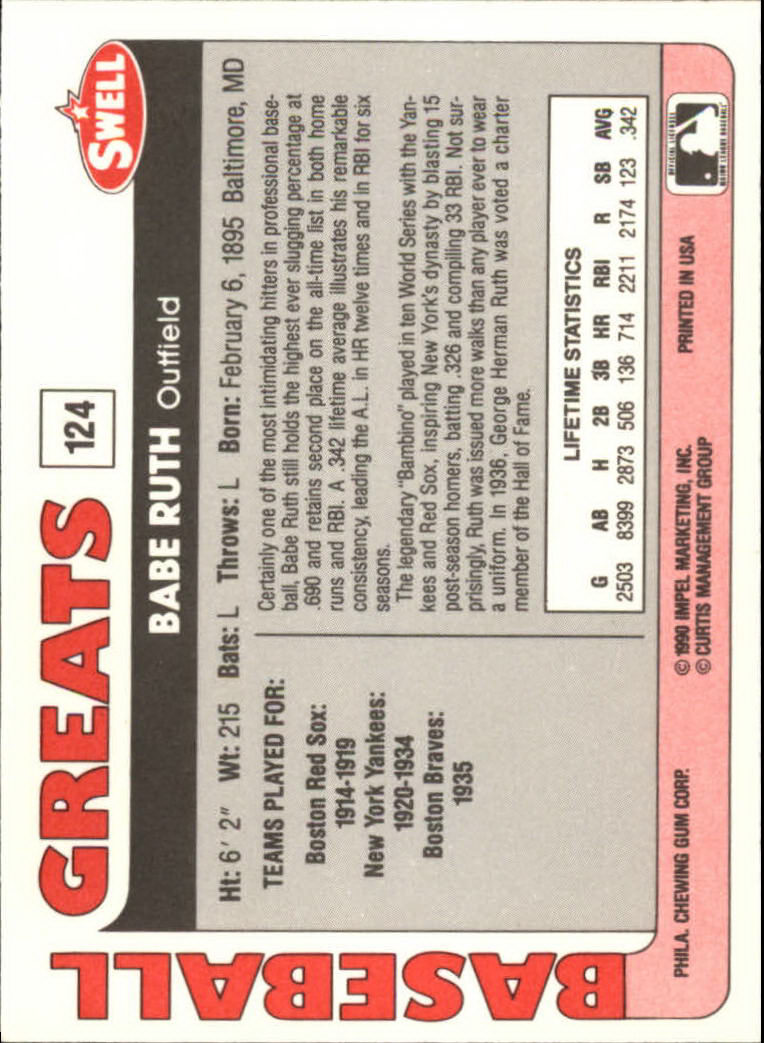 BASEBALL
GREATS
124
SWELL
BABE RUTH Outfield
Ht: 6' 2" Wt: 215 Bats: L Throws: L Born: February 6, 1895 Baltimore, MD
TEAMS PLAYED FOR:
Boston Red Sox:
1914-1919
New York Yankees:
1920-1934
Boston Braves:
1935
Certainly one of the most intimidating hitters in professional base-
ball, Babe Ruth still holds the highest ever slugging percentage at
.690 and retains second place on the all-time list in both home
runs and RBI. A .342 lifetime average illustrates his remarkable
consistency, leading the A.L. in HR twelve times and in RBI for six
seasons.
The legendary "Bambino" played in ten World Series with the Yan-
kees and Red Sox, inspiring New York's dynasty by blasting 15
post-season homers, batting .326 and compiling 33 RBI. Not sur-
prisingly, Ruth was issued more walks than any player ever to wear
a uniform. In 1936, George Herman Ruth was voted a charter
member of the Hall of Fame.
LIFETIME STATISTICS
G AB H 2B 3B HR RBI R SB AVG
2503 8399 2873 506 136 714 2211 2174 123 .342
PHILA. CHEWING GUM CORP.
© 1990 IMPEL MARKETING, INC.
© CURTIS MANAGEMENT GROUP
PRINTED IN USA
OFFICIAL LICENSEE
MAJOR LEAGUE BASEBALL